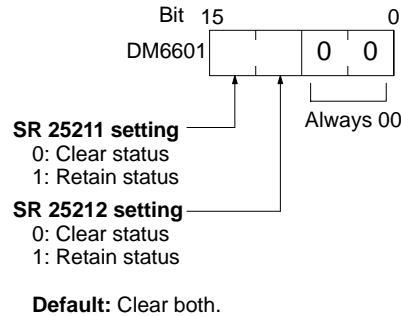 Bit 15 0
DM6601 0 0
Always 00
SR 25211 setting
0: Clear status
1: Retain status
SR 25212 setting
0: Clear status
1: Retain status
Default: Clear both.